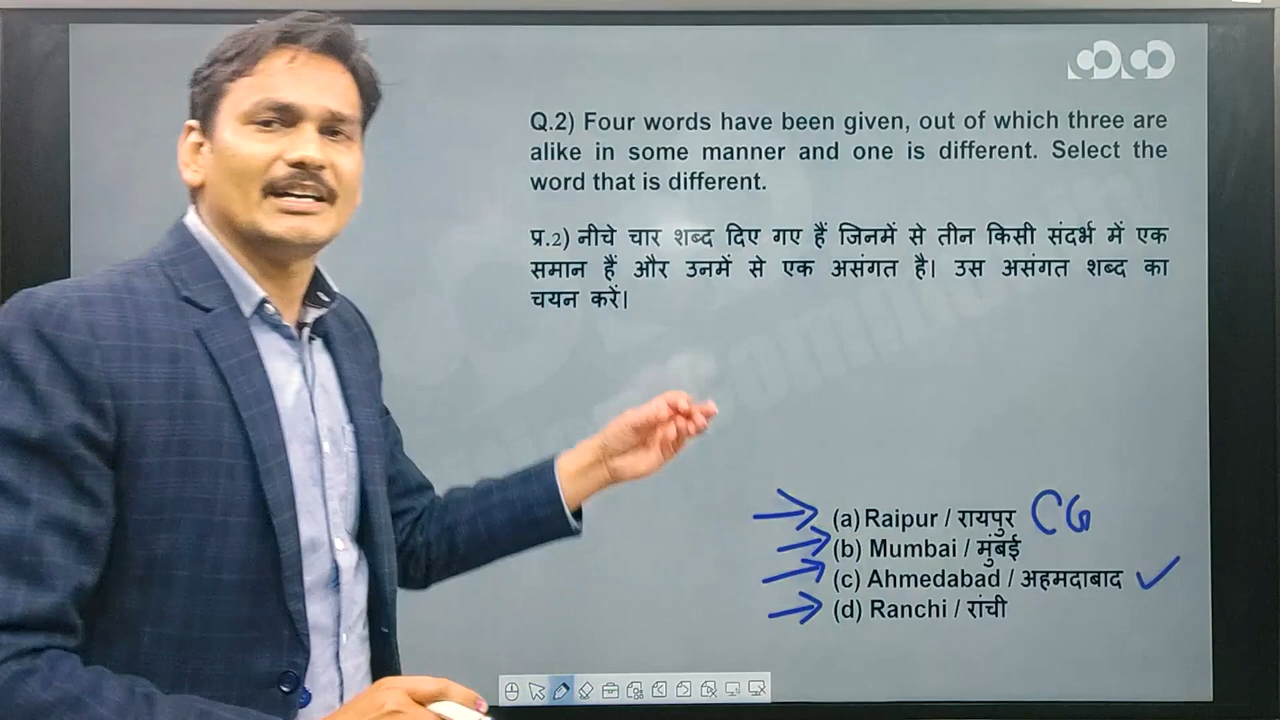 Q.2) Four words have been given, out of which three are
alike in some manner and one is different. Select the
word that is different.
प्र.2) नीचे चार शब्द दिए गए हैं जिनमें से तीन किसी संदर्भ में एक
समान हैं और उनमें से एक असंगत है। उस असंगत शब्द का
चयन करें।
(a) Raipur / रायपुर CG
(b) Mumbai / मुंबई
(c) Ahmedabad / अहमदाबाद
(d) Ranchi / रांची